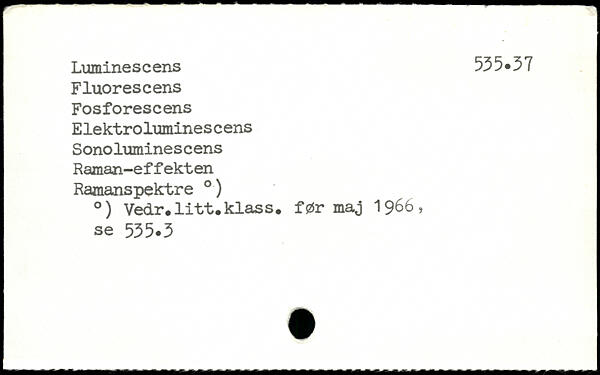 Luminescens 535.37
Fluorescens
Fosforescens
Elektroluminescens
Sonoluminescens
Raman-effekten
Ramanspektre °)
°) Vedr.litt.klass. før maj 1966,
se 535.3